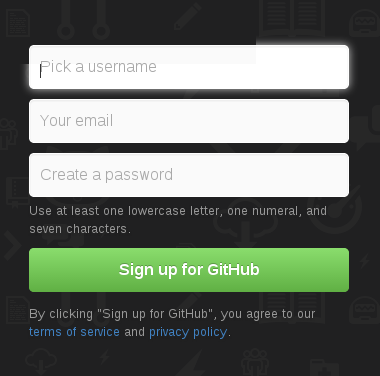 Pick a username
Your email
Create a password
Use at least one lowercase letter, one numeral, and
seven characters.
Sign up for GitHub
By clicking "Sign up for GitHub", you agree to our
terms of service and privacy policy.